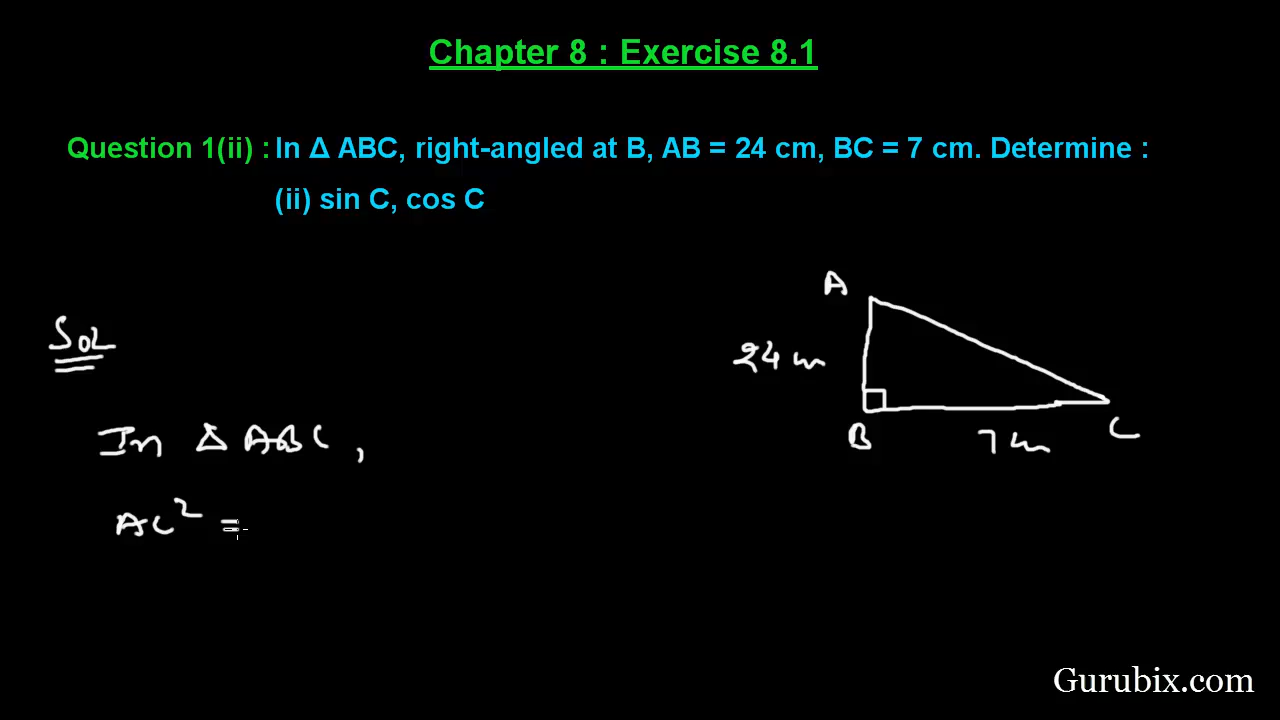 Chapter 8 : Exercise 8.1
Question 1(ii) : In Δ ABC, right-angled at B, AB = 24 cm, BC = 7 cm. Determine :
(ii) sin C, cos C
A
Sol
24 cm
In Δ ABC,
B
7 cm
C
AC² =
Gurubix.com